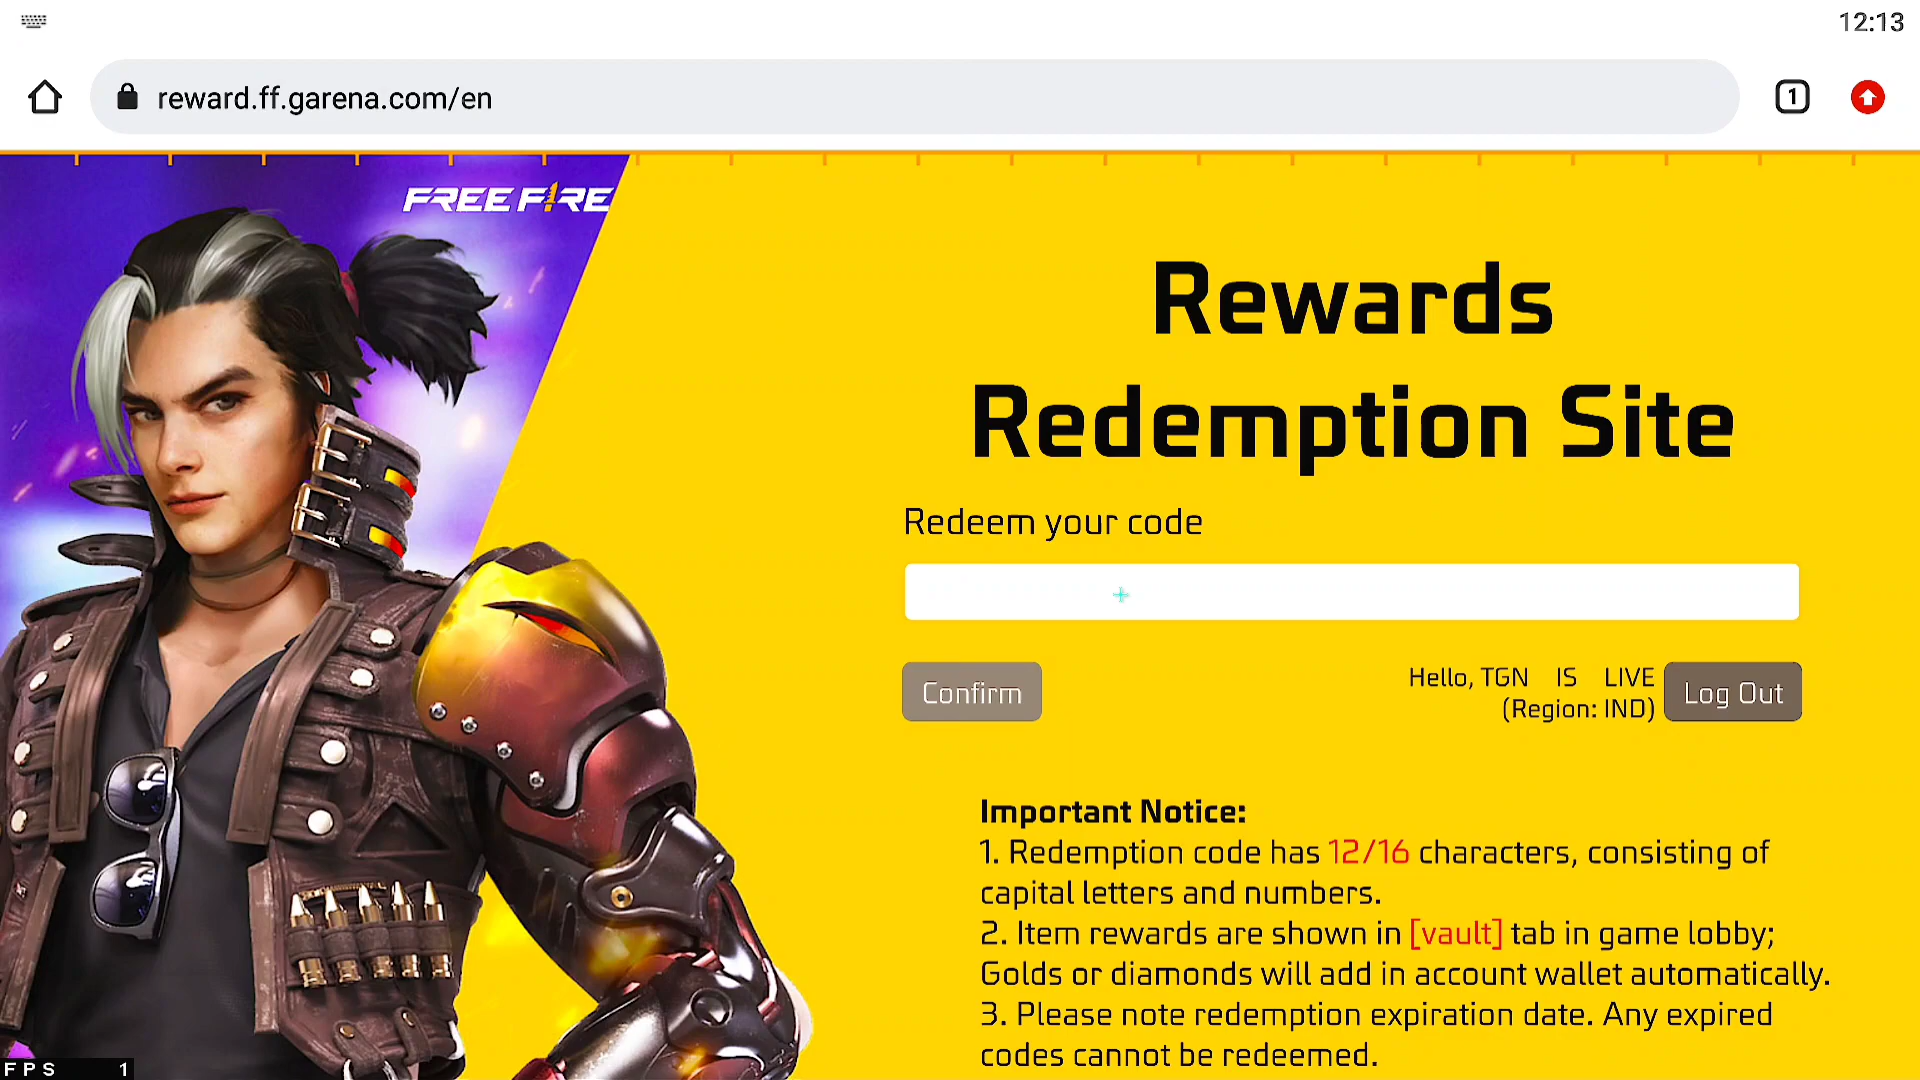 12:13
reward.ff.garena.com/en
1
FREE FIRE
Rewards
Redemption Site
Redeem your code
Confirm
Hello, TGN IS LIVE
(Region: IND)
Log Out
Important Notice:
1. Redemption code has 12/16 characters, consisting of
capital letters and numbers.
2. Item rewards are shown in [vault] tab in game lobby;
Golds or diamonds will add in account wallet automatically.
3. Please note redemption expiration date. Any expired
codes cannot be redeemed.
FPS 1